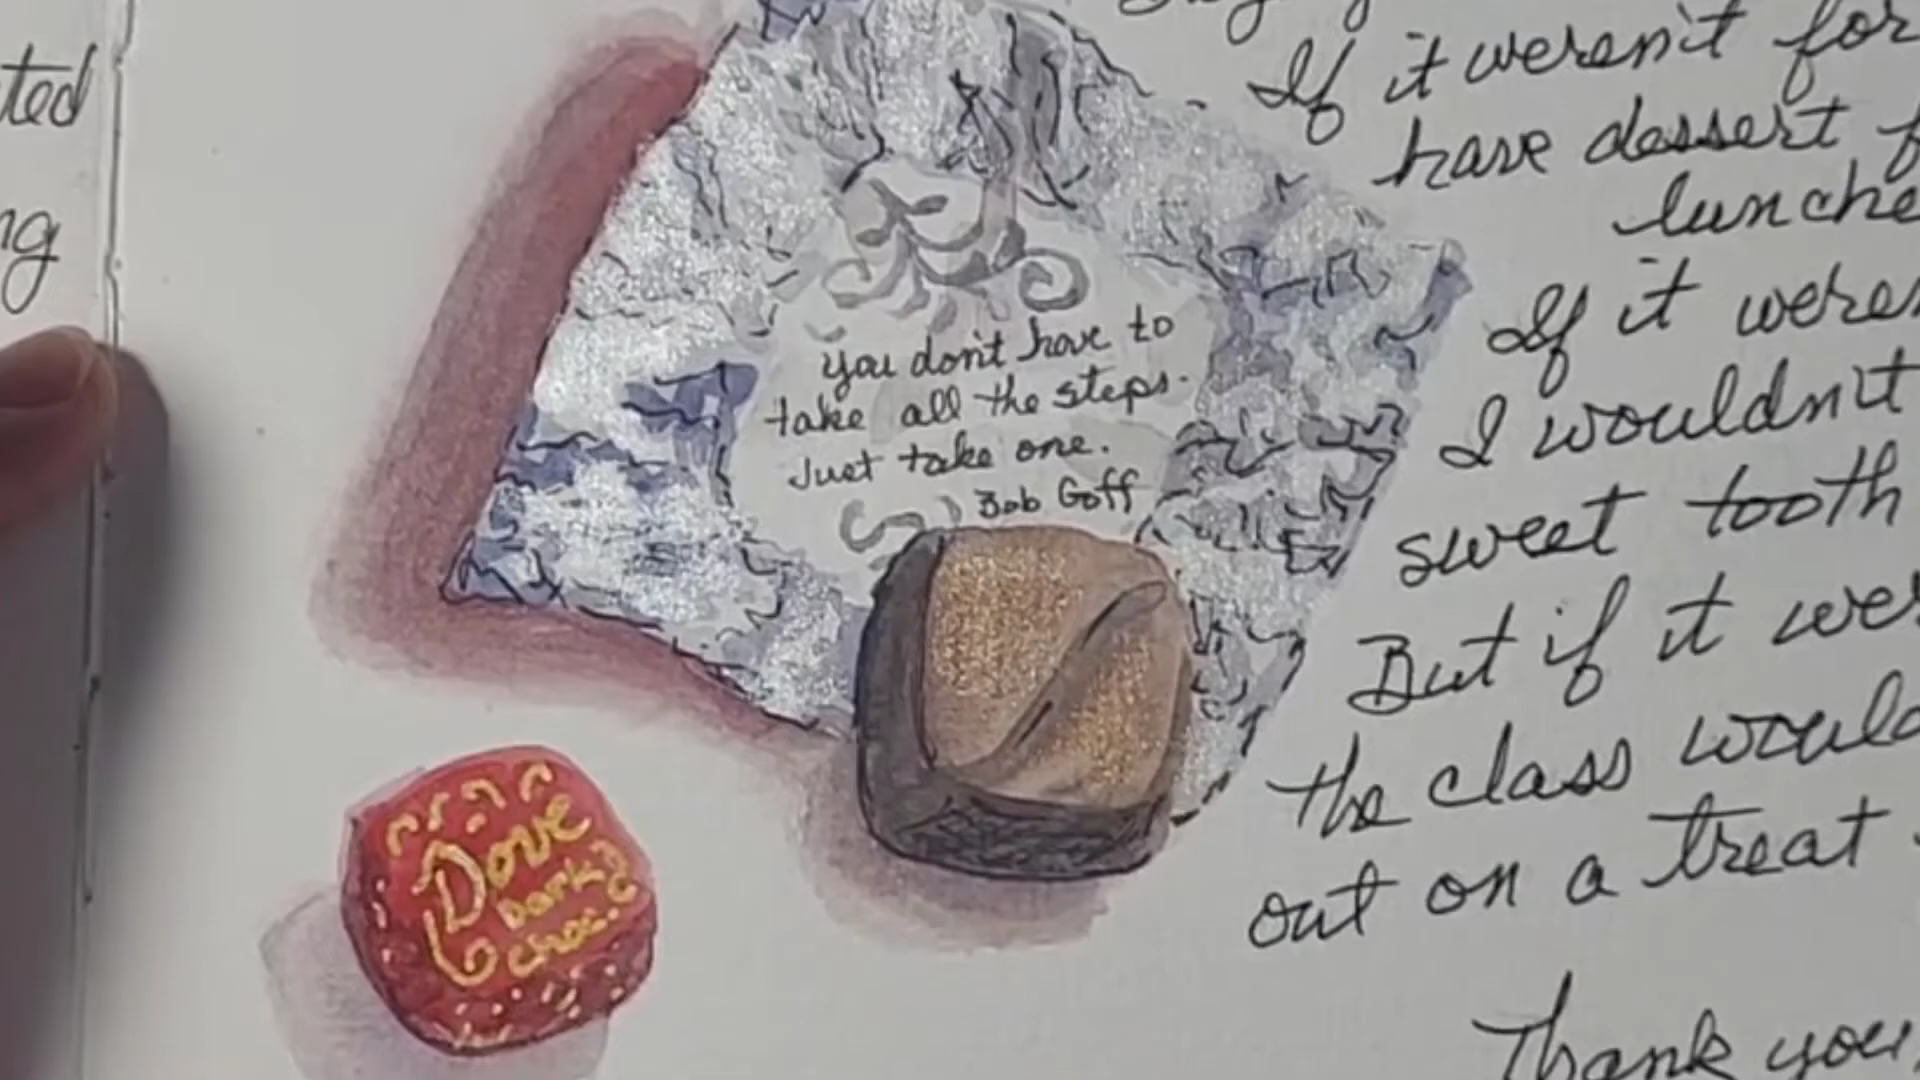 ted
ng
If it weren't for
have dessert f
lunche
If it weren
I wouldn't
sweet tooth
But if it wer
the class would
out on a treat
Thank you
you don't have to
take all the steps.
Just take one.
Bob Goff
Dove
Dark
choc.